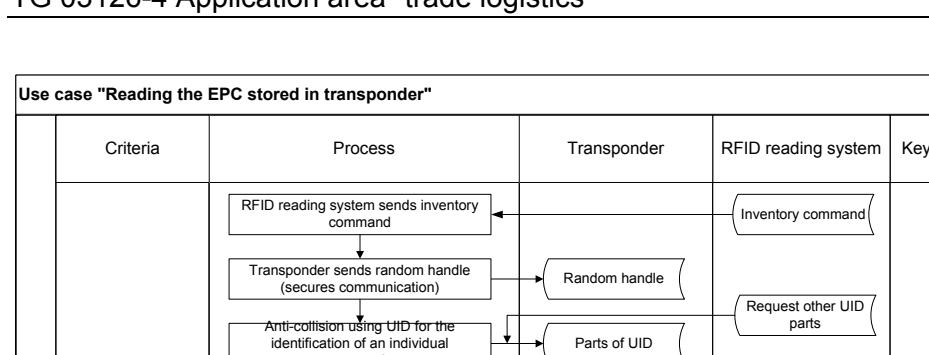 TG 03126-4 Application area "trade logistics"
Use case "Reading the EPC stored in transponder"
Criteria
Process
Transponder
RFID reading system
Key
RFID reading system sends inventory
command
Inventory command
Transponder sends random handle
(secures communication)
Random handle
Request other UID
parts
Anti-collision using UID for the
identification of an individual
Parts of UID